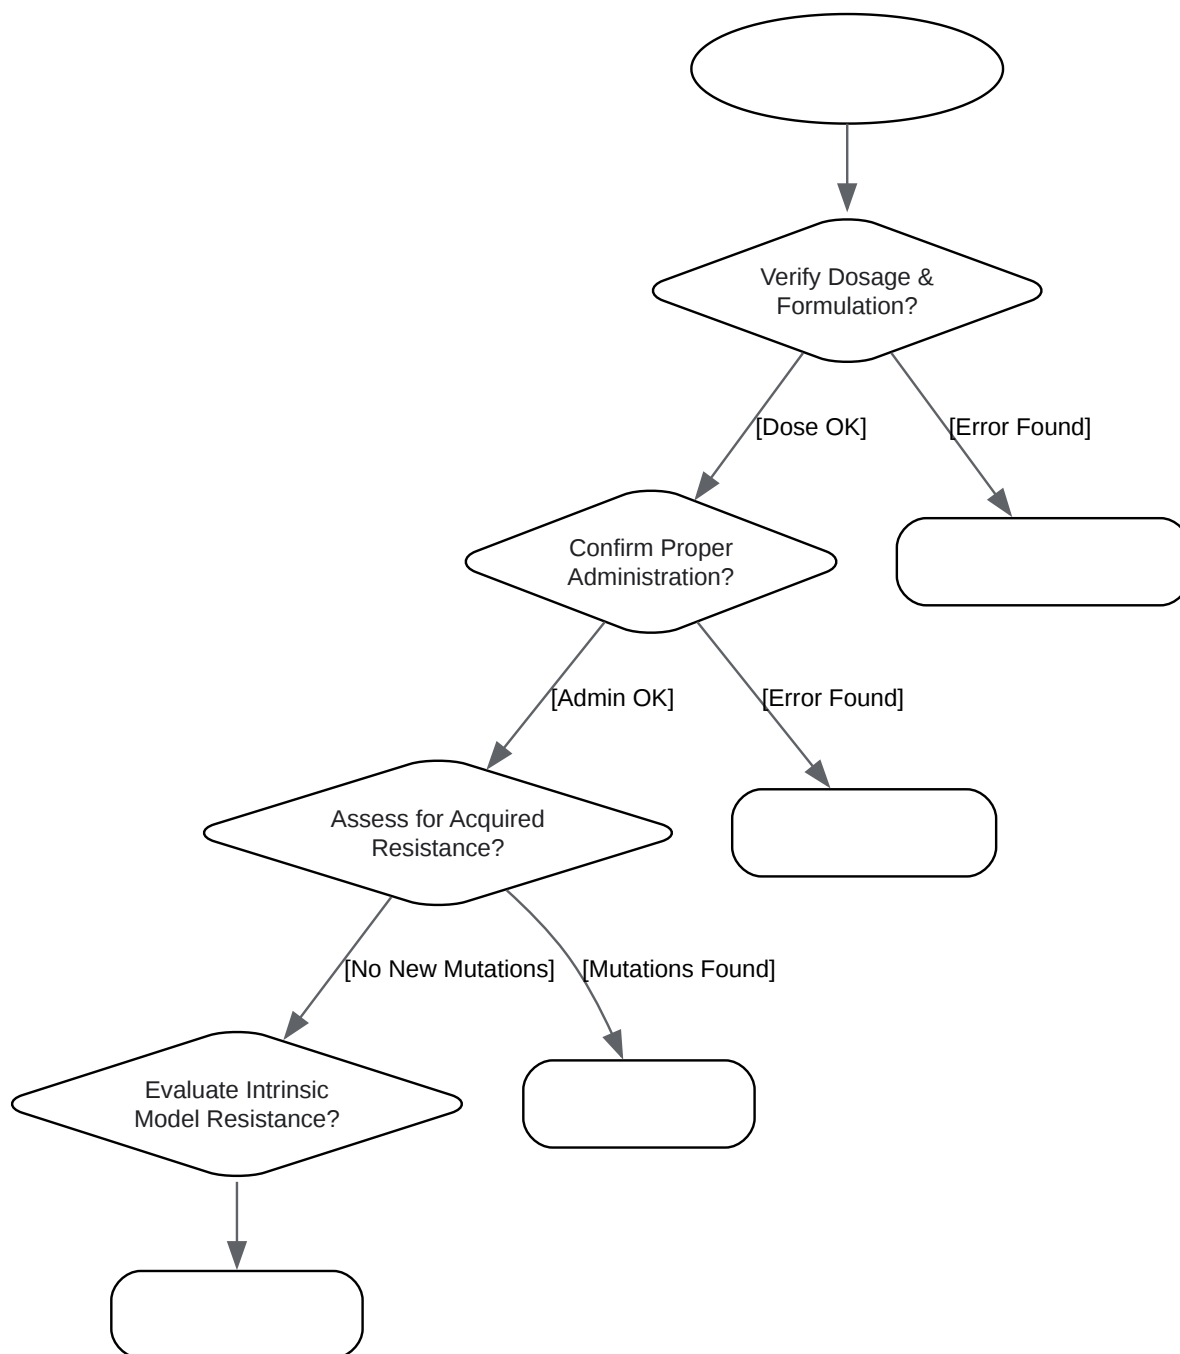 Verify Dosage &
Formulation?
[Dose OK]
[Error Found]
Confirm Proper
Administration?
[Admin OK]
[Error Found]
Assess for Acquired
Resistance?
[No New Mutations]
[Mutations Found]
Evaluate Intrinsic
Model Resistance?